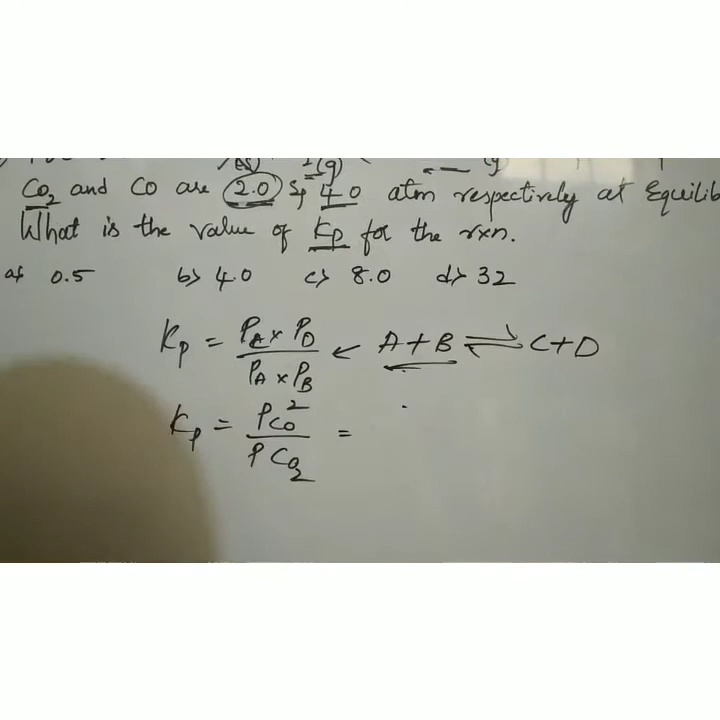 CO2 and CO are 2.0 & 4.0 atm respectively at Equilib
What is the value of Kp for the rxn.
a) 0.5 b) 4.0 c) 8.0 d) 32
Kp = PC x PD / PA x PB ← A + B ⇌ C + D
Kp = PCO^2 / PCO2 =